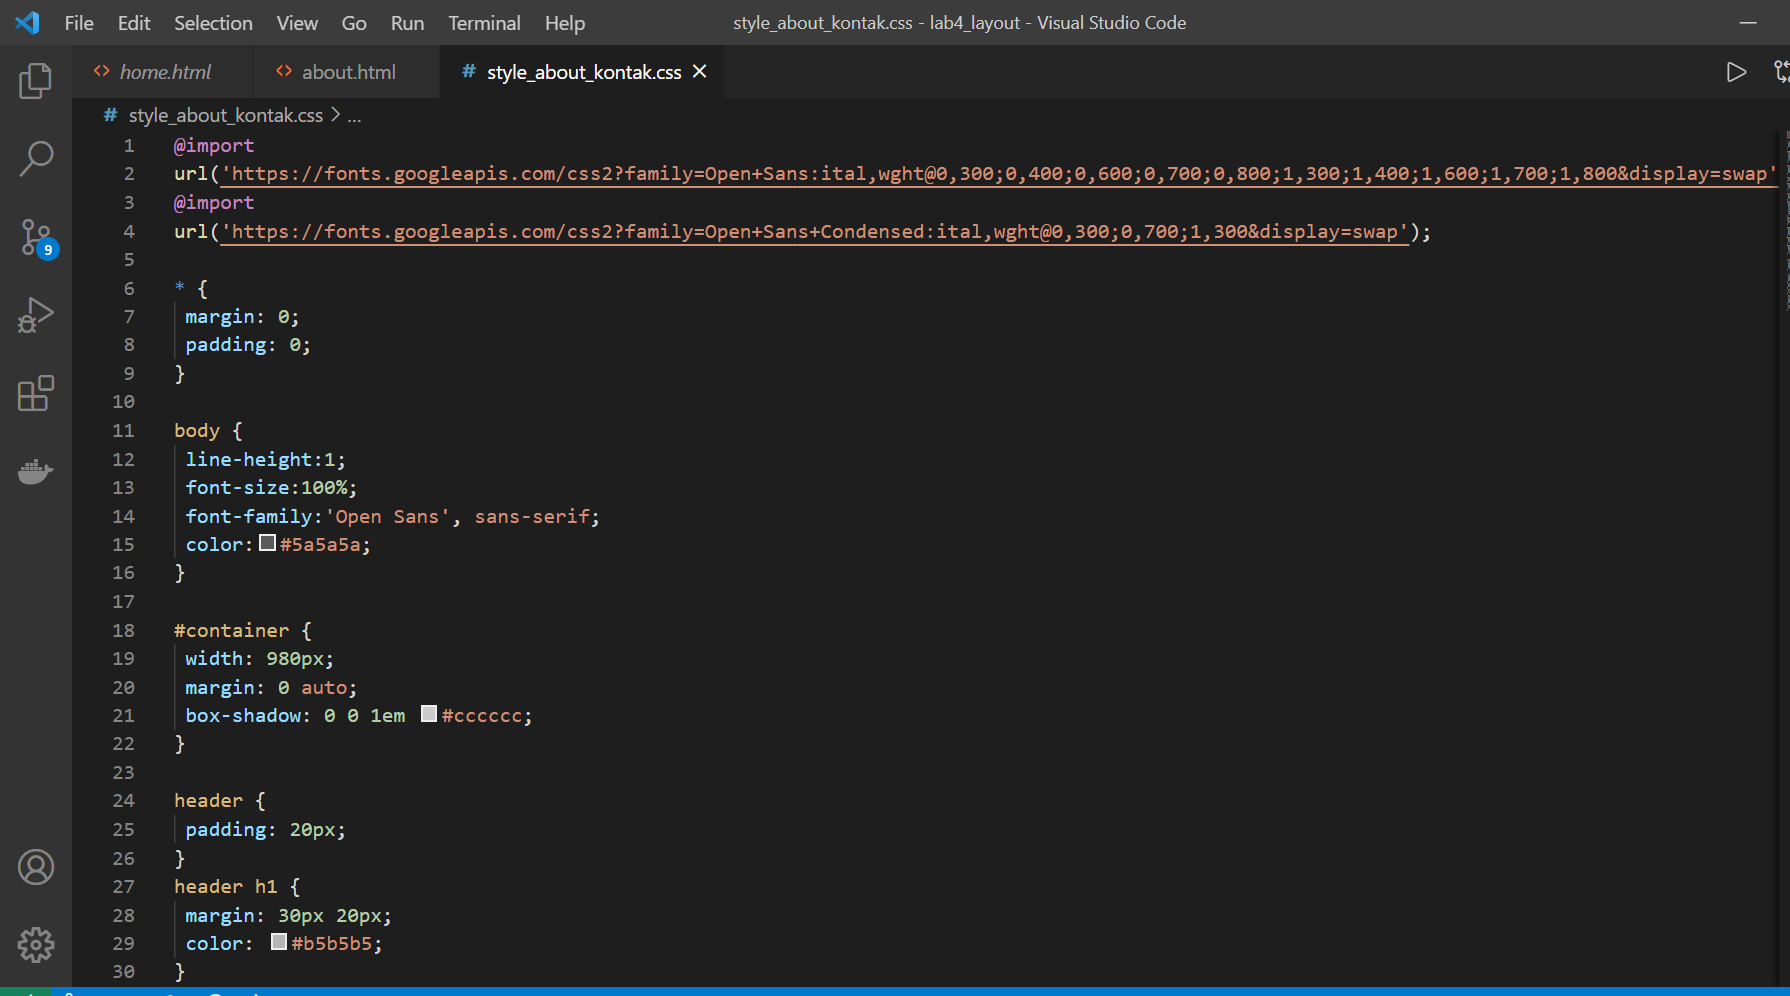 File Edit Selection View Go Run Terminal Help style_about_kontak.css - lab4_layout - Visual Studio Code
home.html about.html # style_about_kontak.css
# style_about_kontak.css > ...
1 @import
2 url('https://fonts.googleapis.com/css2?family=Open+Sans:ital,wght@0,300;0,400;0,600;0,700;0,800;1,300;1,400;1,600;1,700;1,800&display=swap'
3 @import
4 url('https://fonts.googleapis.com/css2?family=Open+Sans+Condensed:ital,wght@0,300;0,700;1,300&display=swap');
5
6 * {
7 margin: 0;
8 padding: 0;
9 }
10
11 body {
12 line-height:1;
13 font-size:100%;
14 font-family:'Open Sans', sans-serif;
15 color:#5a5a5a;
16 }
17
18 #container {
19 width: 980px;
20 margin: 0 auto;
21 box-shadow: 0 0 1em #cccccc;
22 }
23
24 header {
25 padding: 20px;
26 }
27 header h1 {
28 margin: 30px 20px;
29 color: #b5b5b5;
30 }
9